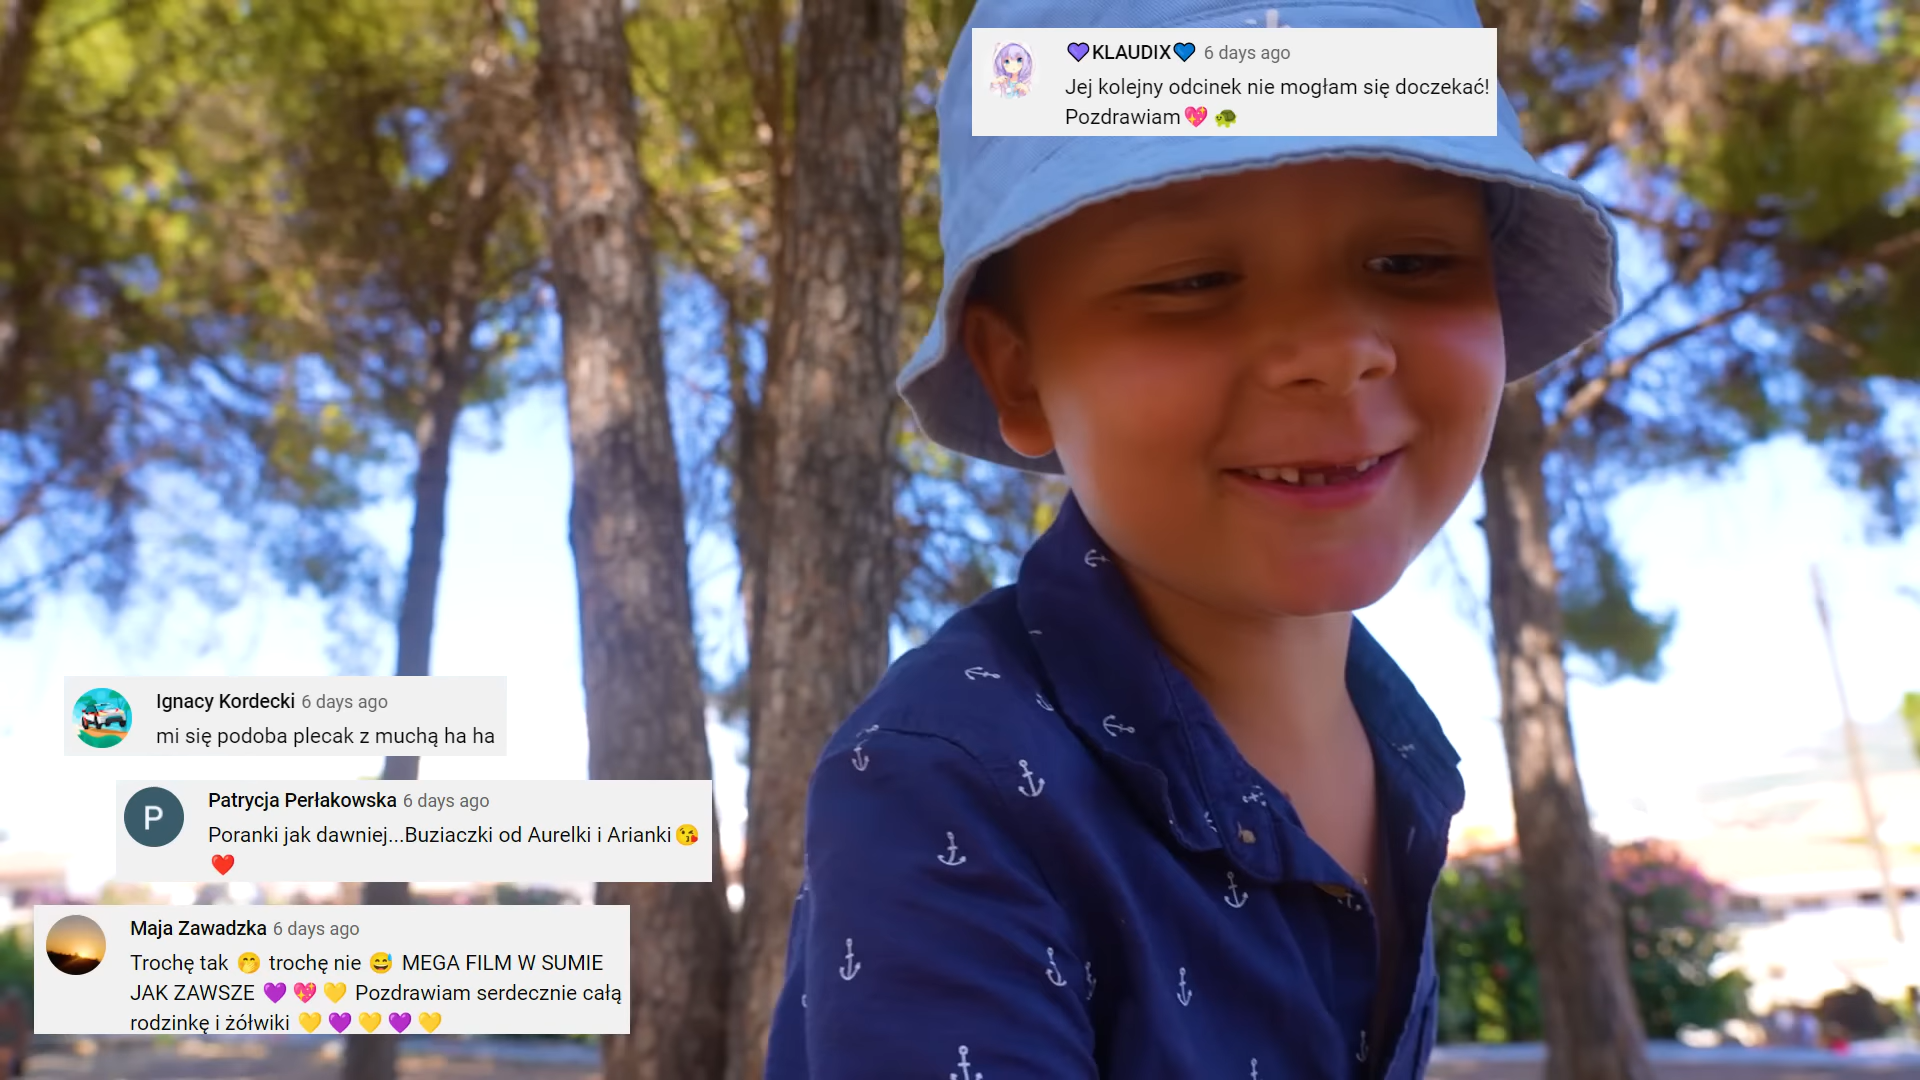 💜KLAUDIX💙 6 days ago
Jej kolejny odcinek nie mogłam się doczekać!
Pozdrawiam💖🐢
Ignacy Kordecki 6 days ago
mi się podoba plecak z muchą ha ha
P
Patrycja Perłakowska 6 days ago
Poranki jak dawniej...Buziaczki od Aurelki i Arianki😘
❤️
Maja Zawadzka 6 days ago
Trochę tak 🤭 trochę nie 😅 MEGA FILM W SUMIE
JAK ZAWSZE 💜💖💛 Pozdrawiam serdecznie całą
rodzinkę i żółwiki 💛💜💛💜💛